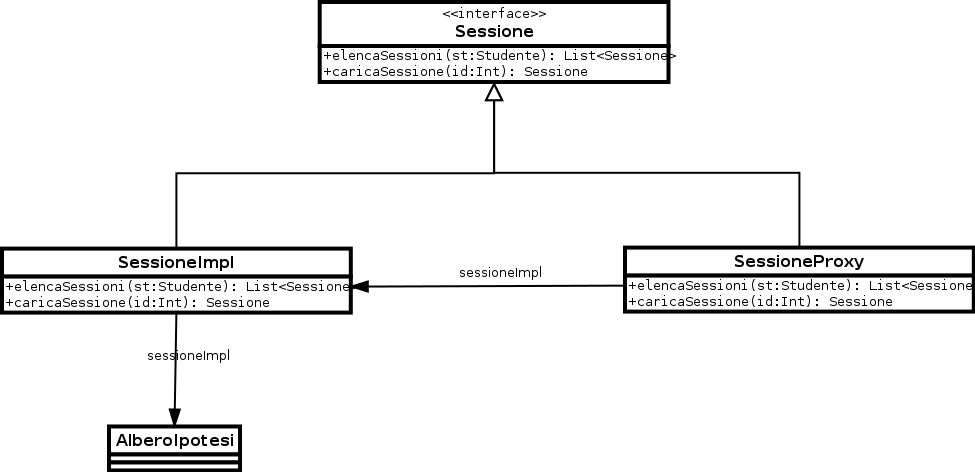 <<interface>>
Sessione
+elencaSessioni(st:Studente): List<Sessione>
+caricaSessione(id:Int): Sessione
SessioneImpl
+elencaSessioni(st:Studente): List<Sessione
+caricaSessione(id:Int): Sessione
sessioneImpl
SessioneProxy
+elencaSessioni(st:Studente): List<Sessione
+caricaSessione(id:Int): Sessione
sessioneImpl
AlberoIpotesi